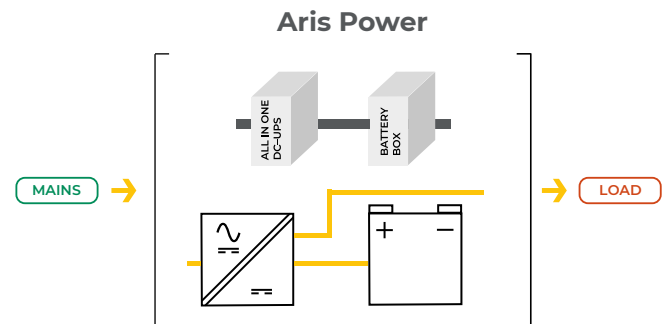 Aris Power
ALL IN ONE
DC-UPS
BATTERY
BOX
MAINS
LOAD
+ −